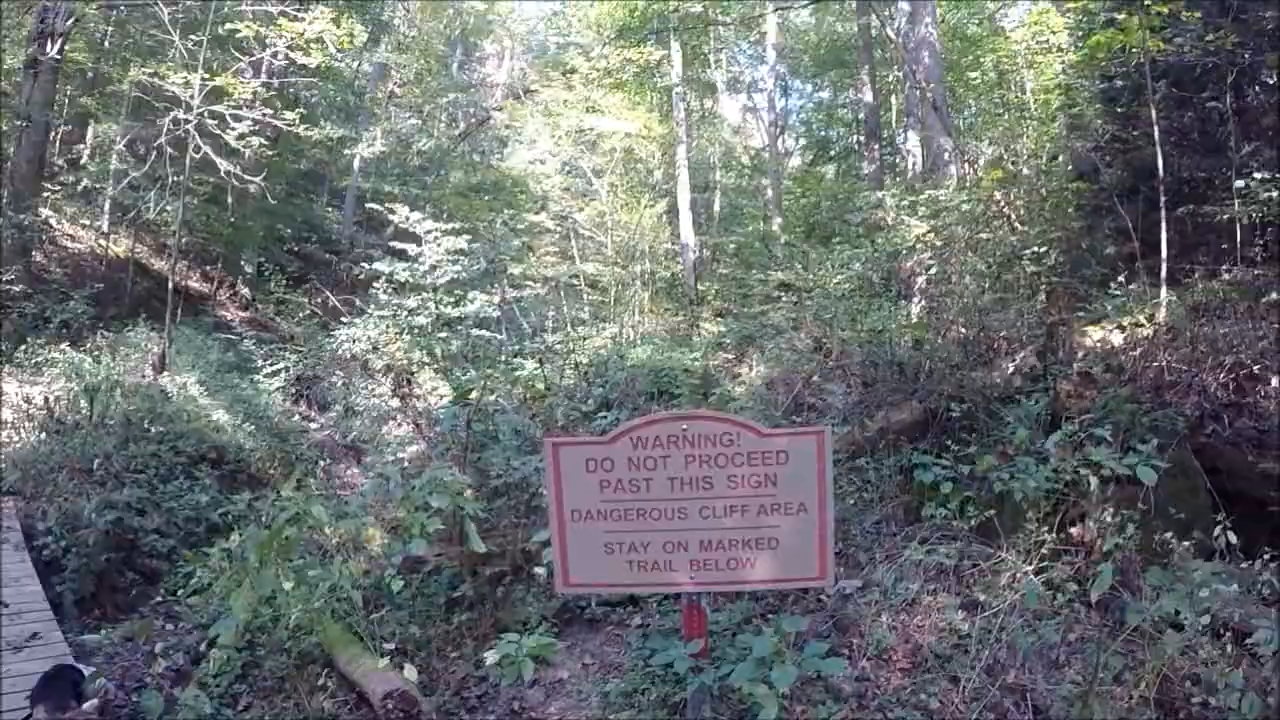 WARNING!
DO NOT PROCEED
PAST THIS SIGN
DANGEROUS CLIFF AREA
STAY ON MARKED
TRAIL BELOW